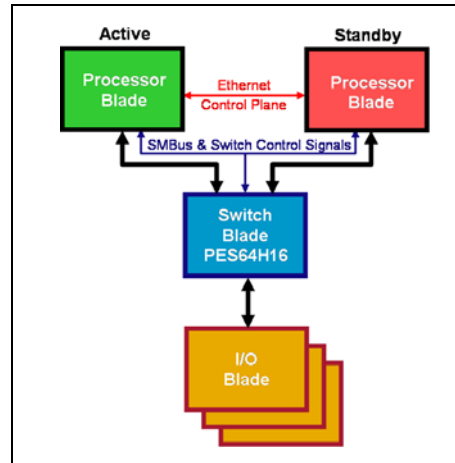 Active
Standby
Processor
Blade
Ethernet
Control Plane
Processor
Blade
SMBus & Switch Control Signals
Switch
Blade
PES64H16
I/O
Blade